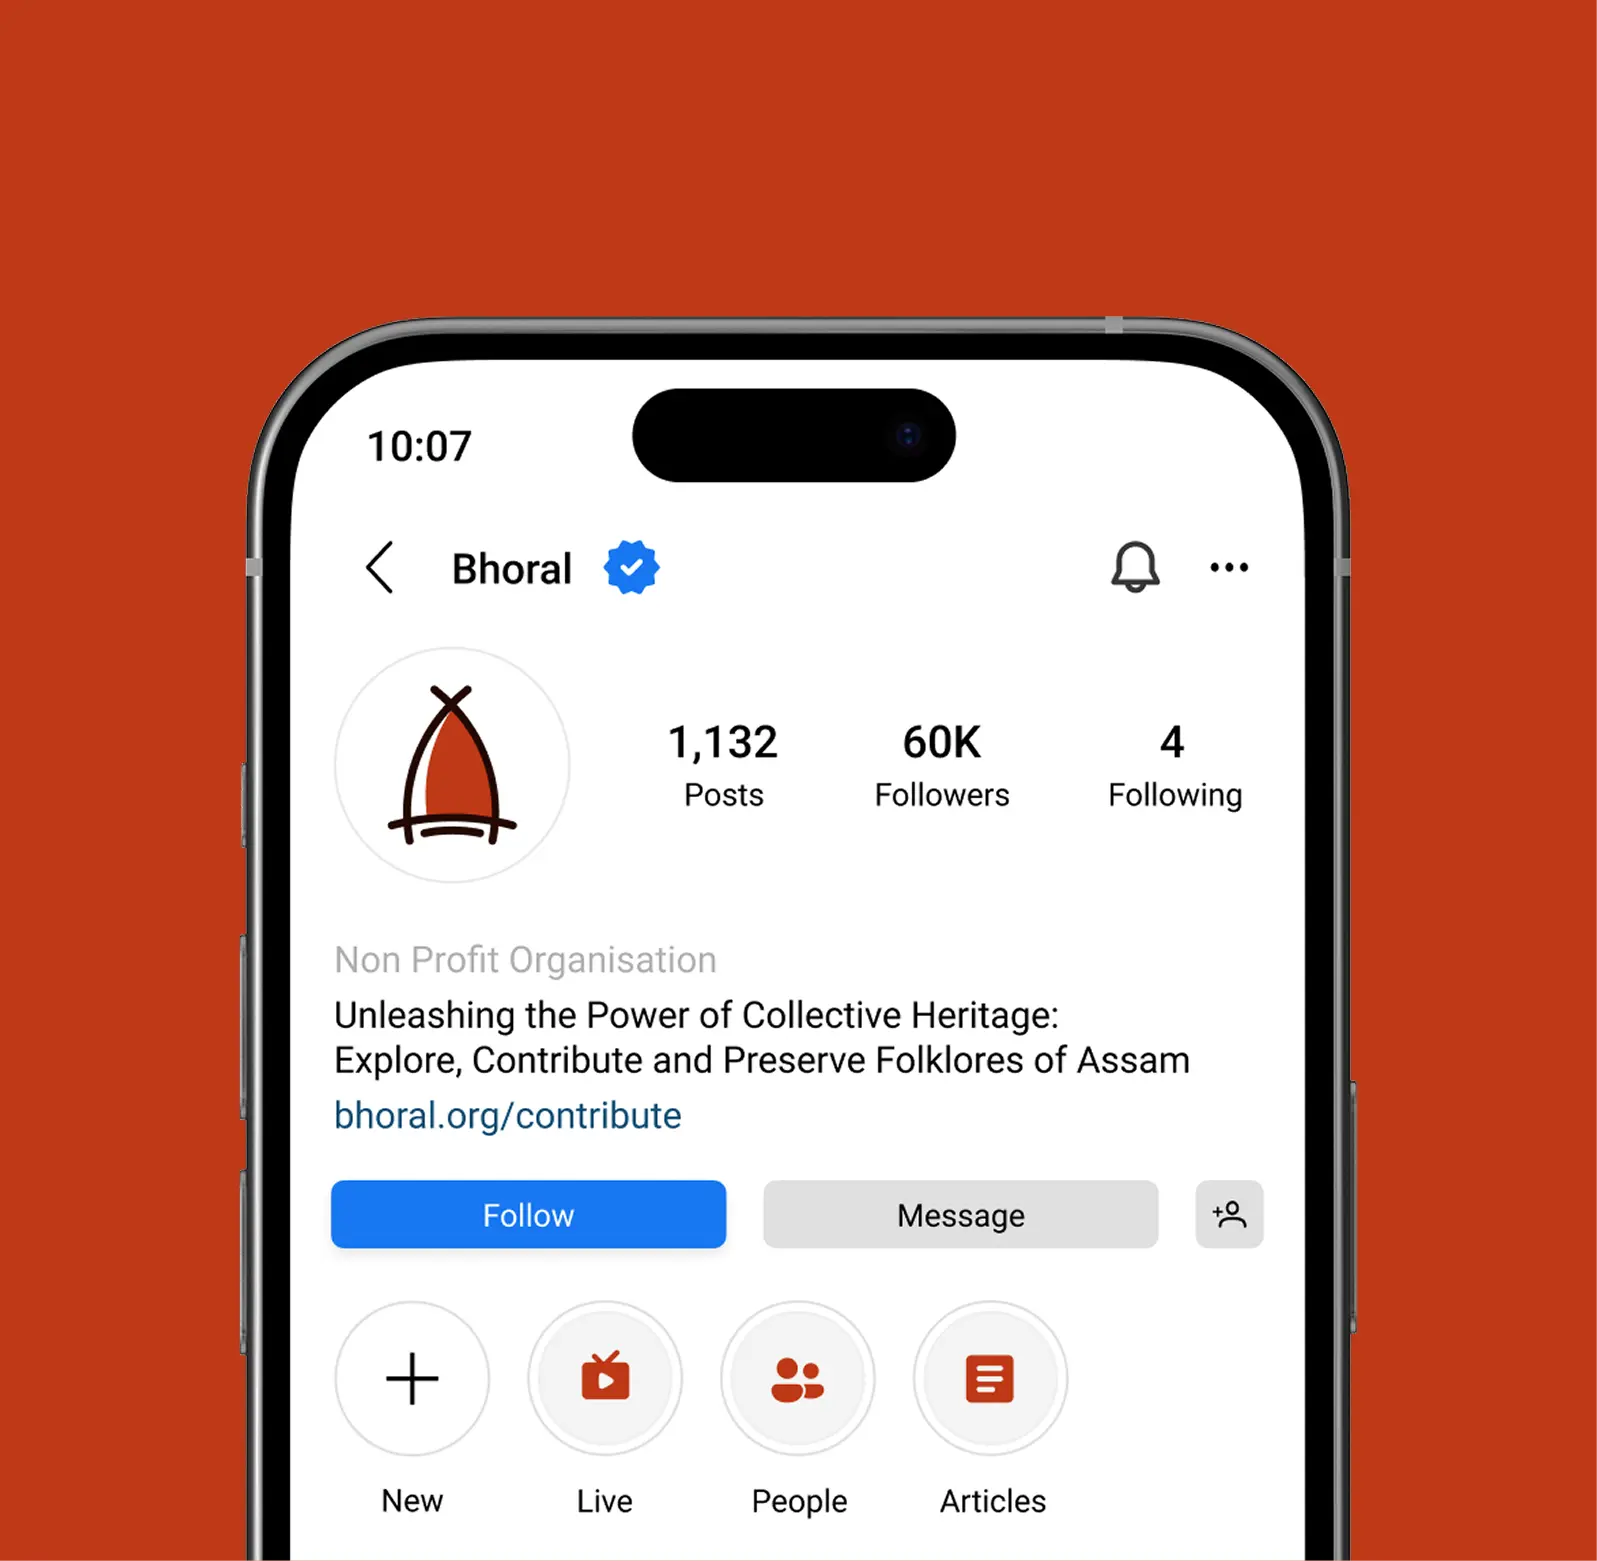 10:07
Bhoral
1,132 60K 4
Posts Followers Following
Non Profit Organisation
Unleashing the Power of Collective Heritage:
Explore, Contribute and Preserve Folklores of Assam
bhoral.org/contribute
Follow Message
New Live People Articles